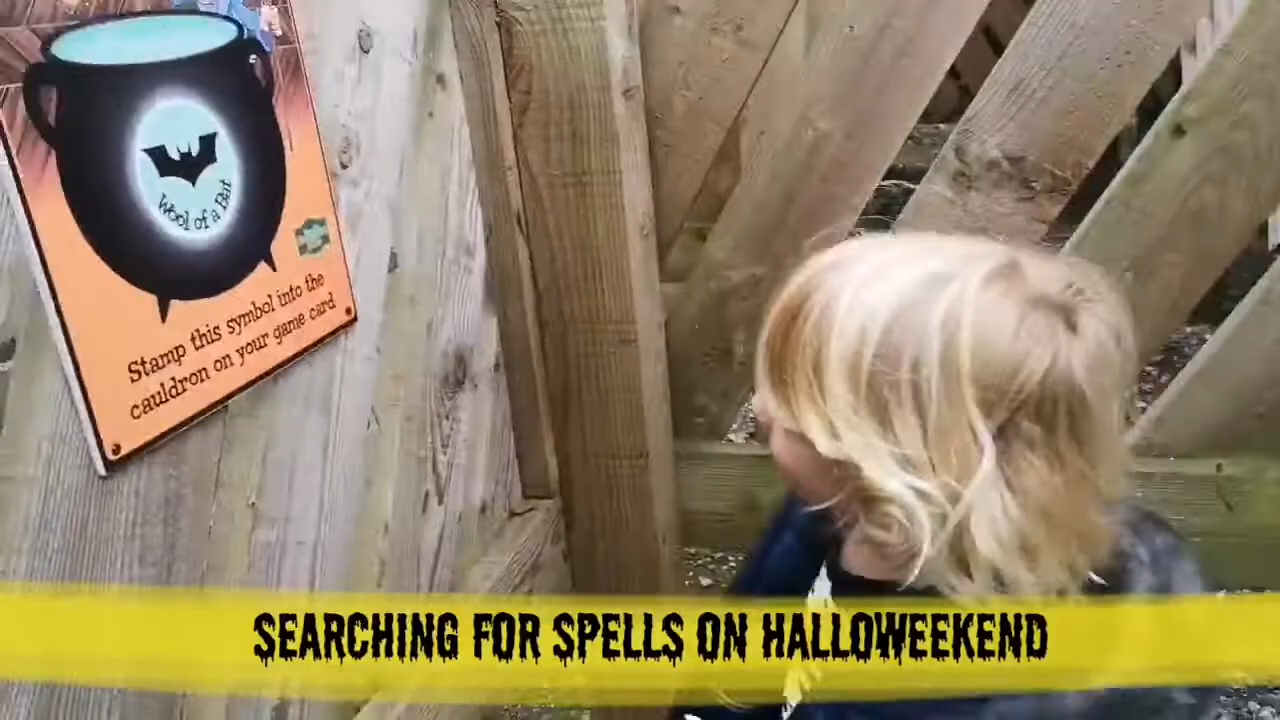 Wool of a Bat
Stamp this symbol into the
cauldron on your game card
SEARCHING FOR SPELLS ON HALLOWEEKEND